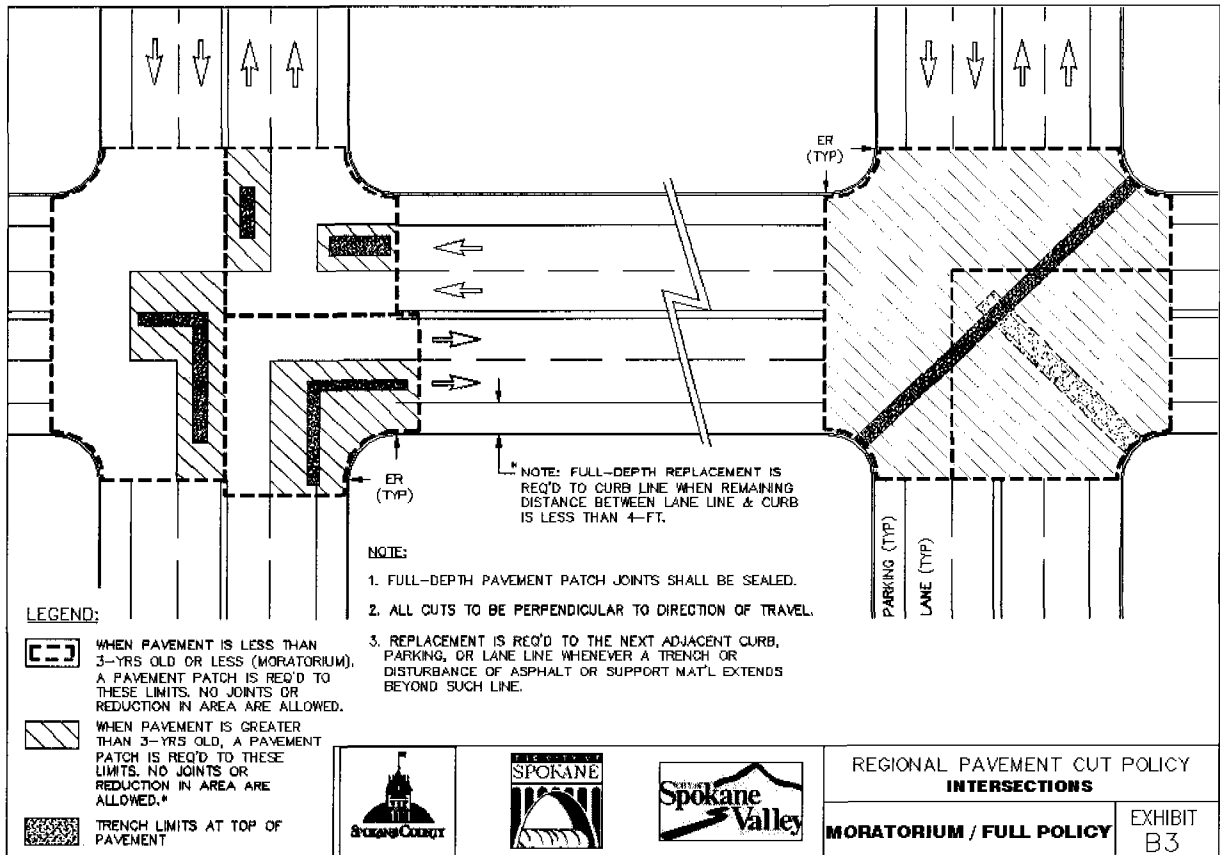 ER
(TYP)
ER
(TYP)
* NOTE: FULL-DEPTH REPLACEMENT IS
REQ'D TO CURB LINE WHEN REMAINING
DISTANCE BETWEEN LANE LINE & CURB
IS LESS THAN 4-FT.
PARKING (TYP)
LANE (TYP)
NOTE:
1. FULL-DEPTH PAVEMENT PATCH JOINTS SHALL BE SEALED.
2. ALL CUTS TO BE PERPENDICULAR TO DIRECTION OF TRAVEL.
3. REPLACEMENT IS REQ'D TO THE NEXT ADJACENT CURB,
PARKING, OR LANE LINE WHENEVER A TRENCH OR
DISTURBANCE OF ASPHALT OR SUPPORT MAT'L EXTENDS
BEYOND SUCH LINE.
LEGEND:
WHEN PAVEMENT IS LESS THAN
3-YRS OLD OR LESS (MORATORIUM),
A PAVEMENT PATCH IS REQ'D TO
THESE LIMITS. NO JOINTS OR
REDUCTION IN AREA ARE ALLOWED.
WHEN PAVEMENT IS GREATER
THAN 3-YRS OLD, A PAVEMENT
PATCH IS REQ'D TO THESE
LIMITS. NO JOINTS OR
REDUCTION IN AREA ARE
ALLOWED.*
TRENCH LIMITS AT TOP OF
PAVEMENT
SPOKANE COUNTY
THE CITY OF
SPOKANE
Spokane
Valley
REGIONAL PAVEMENT CUT POLICY
INTERSECTIONS
MORATORIUM / FULL POLICY
EXHIBIT
B3